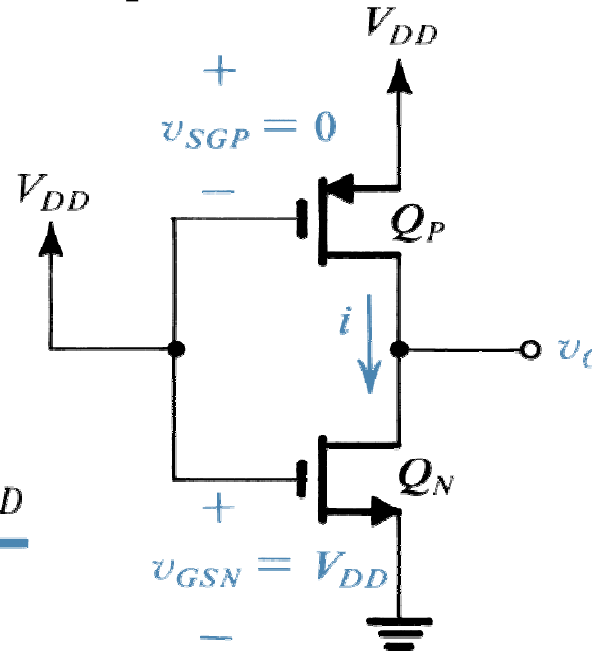 V_DD
+
v_SGP = 0
−
V_DD
Q_P
i
D
Q_N
+
v_GSN = V_DD
−